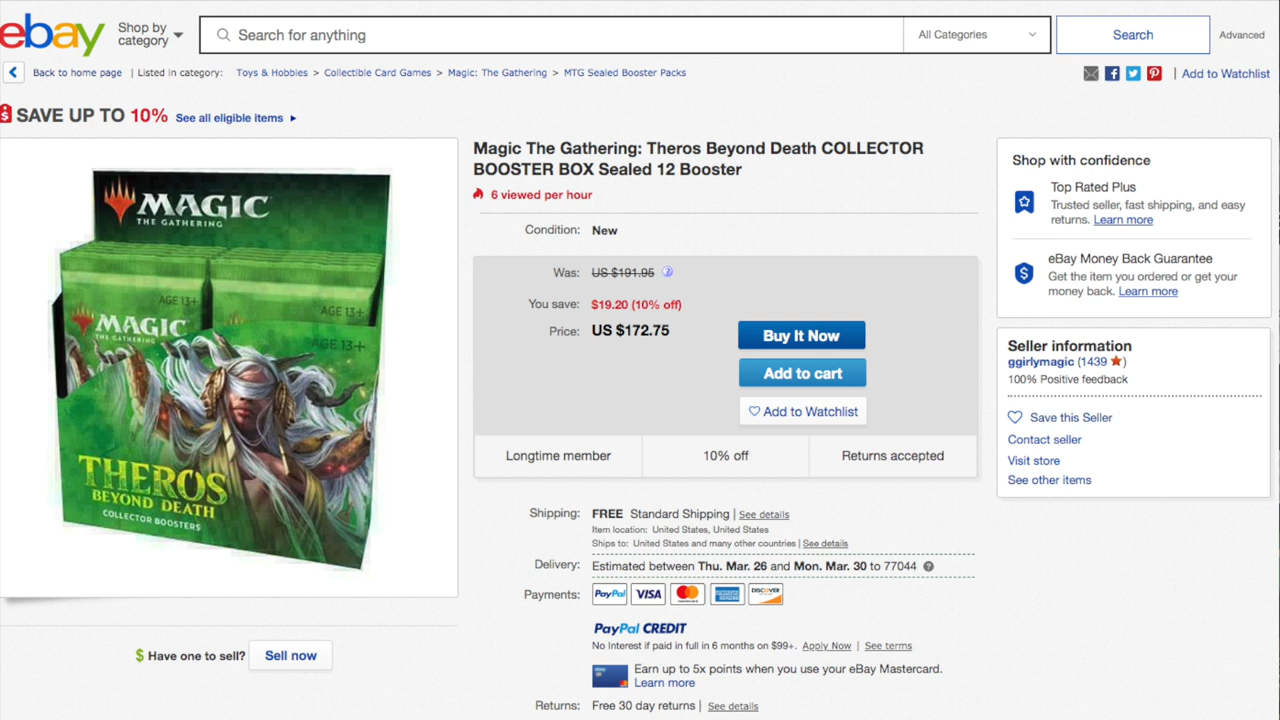 ebay
Shop by
category
Search for anything
All Categories
Search
Advanced
Back to home page | Listed in category: Toys & Hobbies > Collectible Card Games > Magic: The Gathering > MTG Sealed Booster Packs
| Add to Watchlist
SAVE UP TO 10% See all eligible items
MAGIC
THE GATHERING
AGE 13+
AGE 13+
MAGIC
THE GATHERING
AGE 13+
THEROS
BEYOND DEATH
COLLECTOR BOOSTERS
$ Have one to sell? Sell now
Magic The Gathering: Theros Beyond Death COLLECTOR
BOOSTER BOX Sealed 12 Booster
6 viewed per hour
Condition: New
Was: US $191.95
You save: $19.20 (10% off)
Price: US $172.75
Buy It Now
Add to cart
Add to Watchlist
Longtime member
10% off
Returns accepted
Shipping: FREE Standard Shipping | See details
Item location: United States, United States
Ships to: United States and many other countries | See details
Delivery: Estimated between Thu. Mar. 26 and Mon. Mar. 30 to 77044
Payments: PayPal VISA DISCOVER
PayPal CREDIT
No Interest if paid in full in 6 months on $99+. Apply Now | See terms
Earn up to 5x points when you use your eBay Mastercard.
Learn more
Returns: Free 30 day returns | See details
Shop with confidence
Top Rated Plus
Trusted seller, fast shipping, and easy
returns. Learn more
eBay Money Back Guarantee
Get the item you ordered or get your
money back. Learn more
Seller information
ggirlymagic (1439 )
100% Positive feedback
Save this Seller
Contact seller
Visit store
See other items